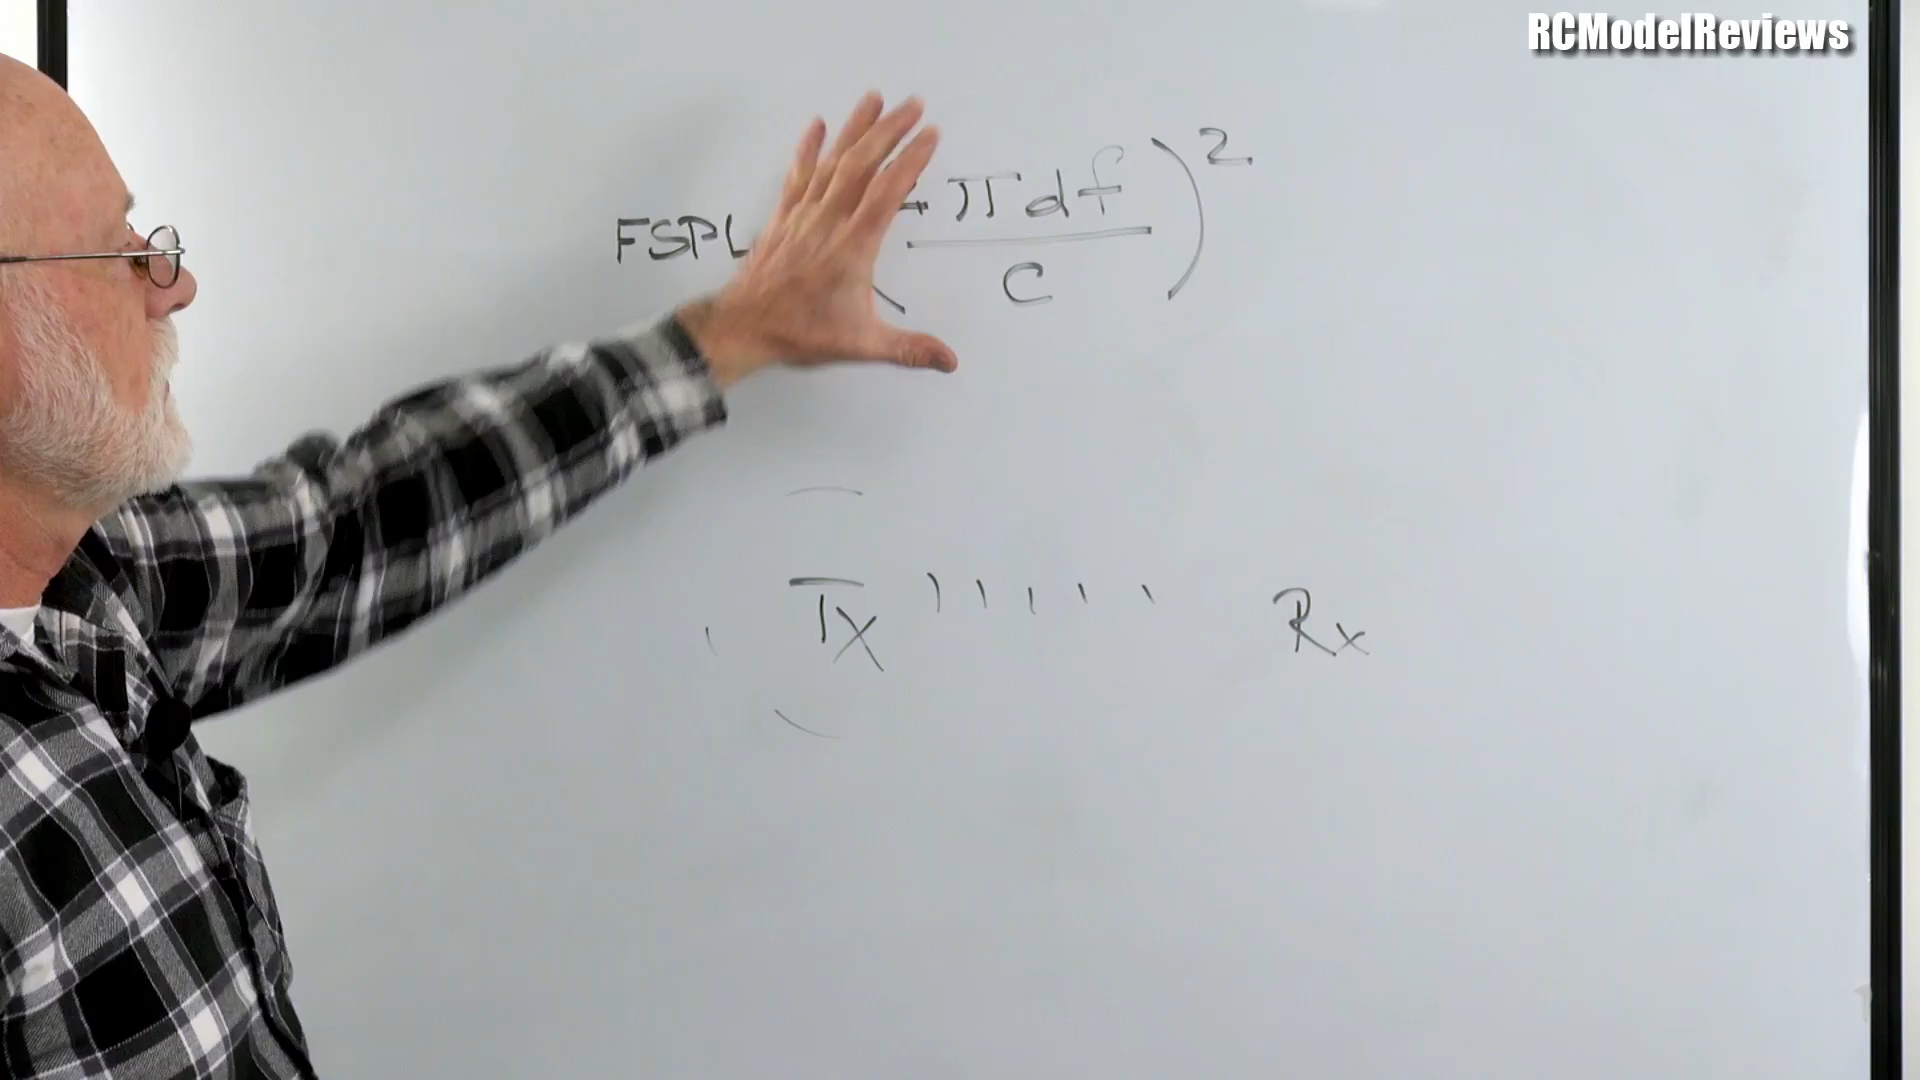 RCModelReviews
FSPL (πdf/c)²
Tx Rx